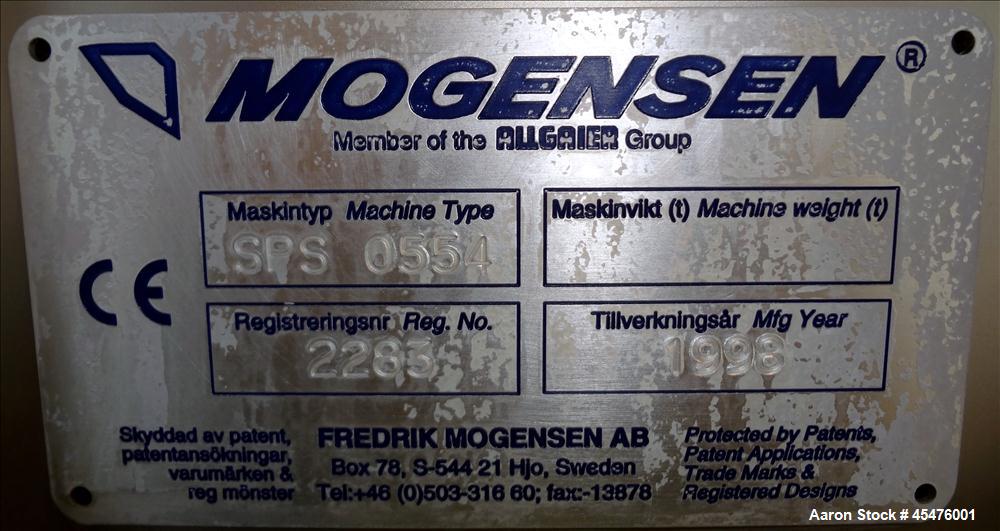 MOGENSEN ®
Member of the ALLGAIER Group
Maskintyp Machine Type
SPS 0554
Maskinvikt (t) Machine weight (t)
CE
Registreringsnr Reg. No.
2283
Tillverkningsår Mfg Year
1998
Skyddad av patent,
patentansökningar,
varumärken &
reg mönster
FREDRIK MOGENSEN AB
Box 78, S-544 21 Hjo, Sweden
Tel:+46 (0)503-316 60; fax:-13878
Protected by Patents,
Patent Applications,
Trade Marks &
Registered Designs
Aaron Stock # 45476001